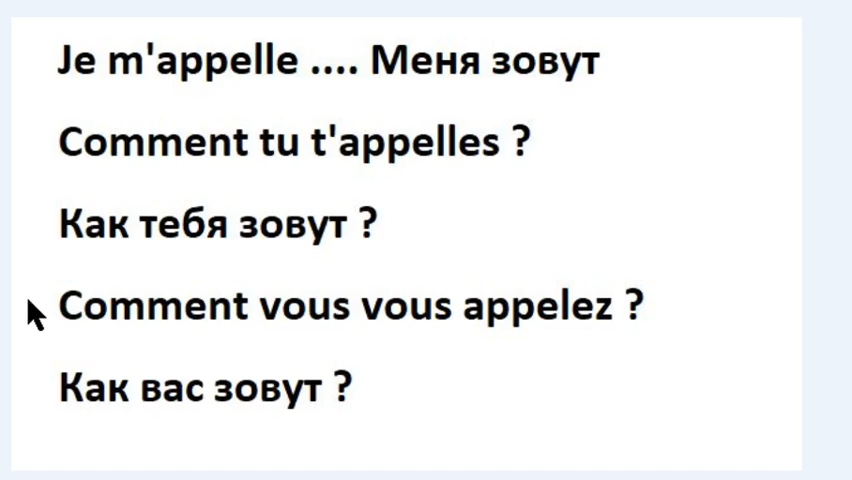 Je m'appelle .... Меня зовут
Comment tu t'appelles ?
Как тебя зовут ?
Comment vous vous appelez ?
Как вас зовут ?